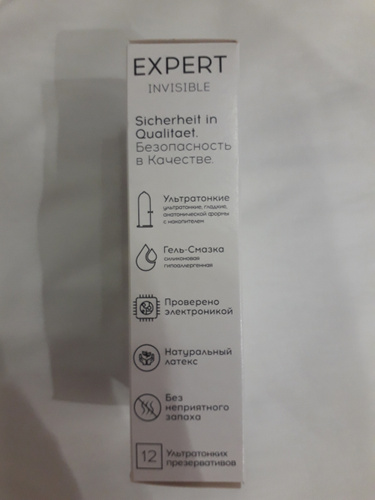 EXPERT
INVISIBLE
Sicherheit in
Qualitaet.
Безопасность
в Качестве.
Ультратонкие
ультратонкие, гладкие,
анатомической формы
с накопителем
Гель-Смазка
силиконовая
гипоаллергенная
Проверено
электроникой
Натуральный
латекс
Без
неприятного
запаха
12 Ультратонких
презервативов